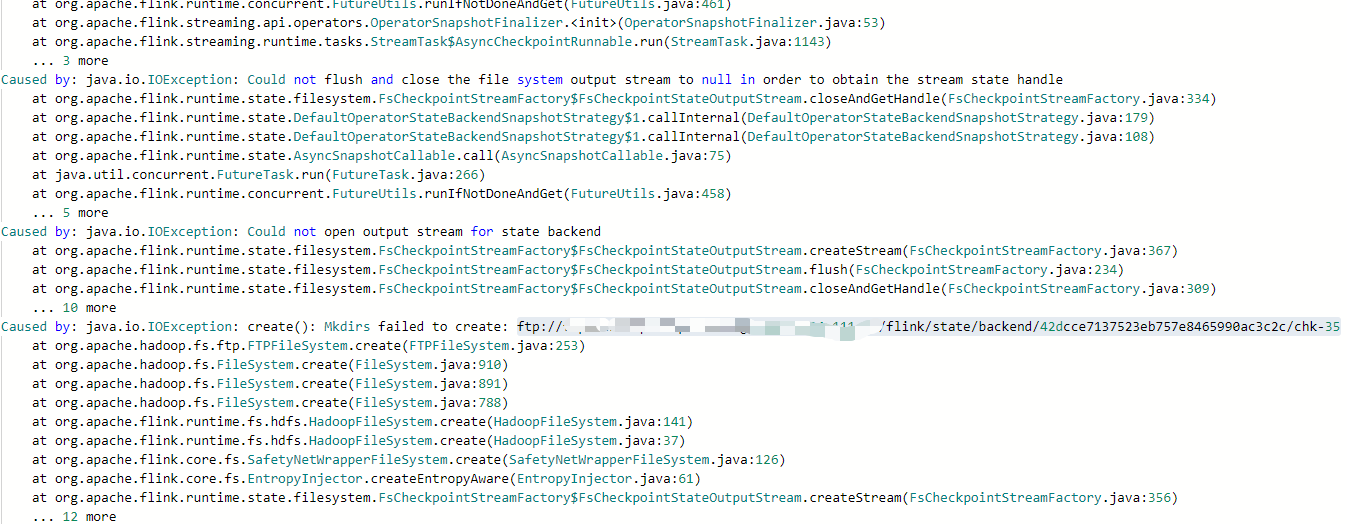 at org.apache.flink.runtime.concurrent.FutureUtils.runIfNotDoneAndGet(FutureUtils.java:461)
at org.apache.flink.streaming.api.operators.OperatorSnapshotFinalizer.<init>(OperatorSnapshotFinalizer.java:53)
at org.apache.flink.streaming.runtime.tasks.StreamTask$AsyncCheckpointRunnable.run(StreamTask.java:1143)
... 3 more
Caused by: java.io.IOException: Could not flush and close the file system output stream to null in order to obtain the stream state handle
at org.apache.flink.runtime.state.filesystem.FsCheckpointStreamFactory$FsCheckpointStateOutputStream.closeAndGetHandle(FsCheckpointStreamFactory.java:334)
at org.apache.flink.runtime.state.DefaultOperatorStateBackendSnapshotStrategy$1.callInternal(DefaultOperatorStateBackendSnapshotStrategy.java:179)
at org.apache.flink.runtime.state.DefaultOperatorStateBackendSnapshotStrategy$1.callInternal(DefaultOperatorStateBackendSnapshotStrategy.java:108)
at org.apache.flink.runtime.state.AsyncSnapshotCallable.call(AsyncSnapshotCallable.java:75)
at java.util.concurrent.FutureTask.run(FutureTask.java:266)
at org.apache.flink.runtime.concurrent.FutureUtils.runIfNotDoneAndGet(FutureUtils.java:458)
... 5 more
Caused by: java.io.IOException: Could not open output stream for state backend
at org.apache.flink.runtime.state.filesystem.FsCheckpointStreamFactory$FsCheckpointStateOutputStream.createStream(FsCheckpointStreamFactory.java:367)
at org.apache.flink.runtime.state.filesystem.FsCheckpointStreamFactory$FsCheckpointStateOutputStream.flush(FsCheckpointStreamFactory.java:234)
at org.apache.flink.runtime.state.filesystem.FsCheckpointStreamFactory$FsCheckpointStateOutputStream.closeAndGetHandle(FsCheckpointStreamFactory.java:309)
... 10 more
Caused by: java.io.IOException: create(): Mkdirs failed to create: ftp:// /flink/state/backend/42dcce7137523eb757e8465990ac3c2c/chk-35
at org.apache.hadoop.fs.ftp.FTPFileSystem.create(FTPFileSystem.java:253)
at org.apache.hadoop.fs.FileSystem.create(FileSystem.java:910)
at org.apache.hadoop.fs.FileSystem.create(FileSystem.java:891)
at org.apache.hadoop.fs.FileSystem.create(FileSystem.java:788)
at org.apache.flink.runtime.fs.hdfs.HadoopFileSystem.create(HadoopFileSystem.java:141)
at org.apache.flink.runtime.fs.hdfs.HadoopFileSystem.create(HadoopFileSystem.java:37)
at org.apache.flink.core.fs.SafetyNetWrapperFileSystem.create(SafetyNetWrapperFileSystem.java:126)
at org.apache.flink.core.fs.EntropyInjector.createEntropyAware(EntropyInjector.java:61)
at org.apache.flink.runtime.state.filesystem.FsCheckpointStreamFactory$FsCheckpointStateOutputStream.createStream(FsCheckpointStreamFactory.java:356)
... 12 more